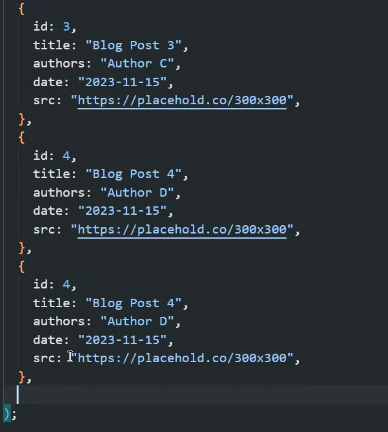 {
id: 3,
title: "Blog Post 3",
authors: "Author C",
date: "2023-11-15",
src: "https://placehold.co/300x300",
},
{
id: 4,
title: "Blog Post 4",
authors: "Author D",
date: "2023-11-15",
src: "https://placehold.co/300x300",
},
{
id: 4,
title: "Blog Post 4",
authors: "Author D",
date: "2023-11-15",
src: "https://placehold.co/300x300",
},
);